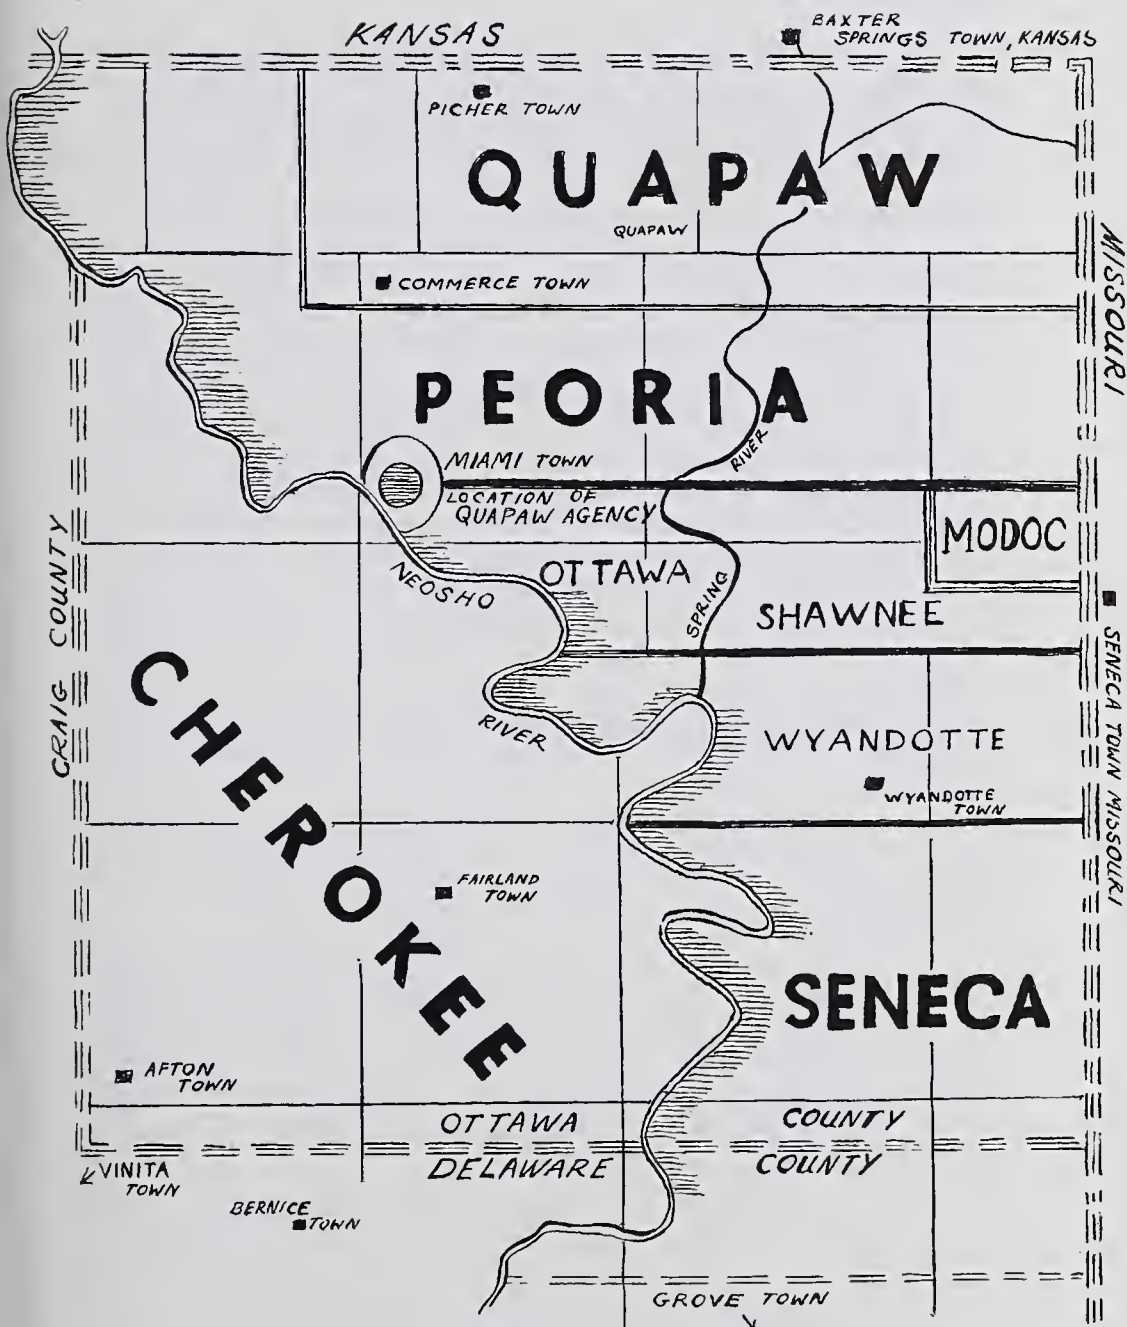 KANSAS
BAXTER
SPRINGS TOWN, KANSAS
PICHER TOWN
QUAPAW
QUAPAW
COMMERCE TOWN
MISSOURI
PEORIA
RIVER
MIAMI TOWN
LOCATION OF
QUAPAW AGENCY
MODOC
OTTAWA
NEOSHO
SPRING
SHAWNEE
CRAIG COUNTY
SENECA TOWN MISSOURI
CHEROKEE
RIVER
WYANDOTTE
WYANDOTTE
TOWN
FAIRLAND
TOWN
SENECA
AFTON
TOWN
OTTAWA COUNTY
DELAWARE COUNTY
VINITA
TOWN
BERNICE
TOWN
GROVE TOWN